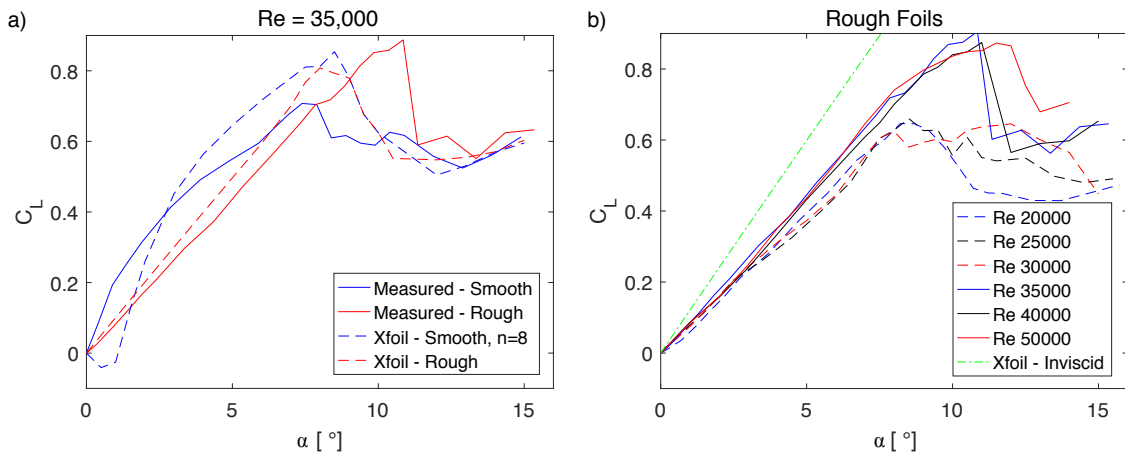 a)
Re = 35,000
C_L
0.8
0.6
0.4
0.2
0
0
5
10
15
α [ °]
Measured - Smooth
Measured - Rough
Xfoil - Smooth, n=8
Xfoil - Rough
b)
Rough Foils
C_L
0.8
0.6
0.4
0.2
0
0
5
10
15
α [ °]
Re 20000
Re 25000
Re 30000
Re 35000
Re 40000
Re 50000
Xfoil - Inviscid